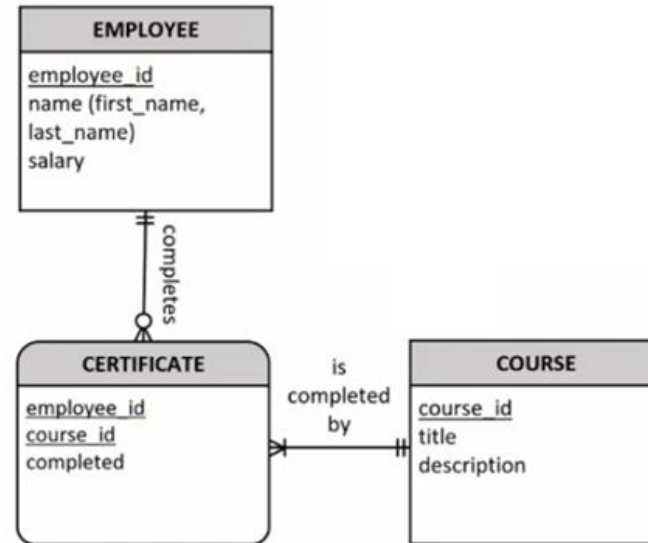 EMPLOYEE
employee_id
name (first_name,
last_name)
salary
completes
CERTIFICATE
employee_id
course_id
completed
is
completed
by
COURSE
course_id
title
description